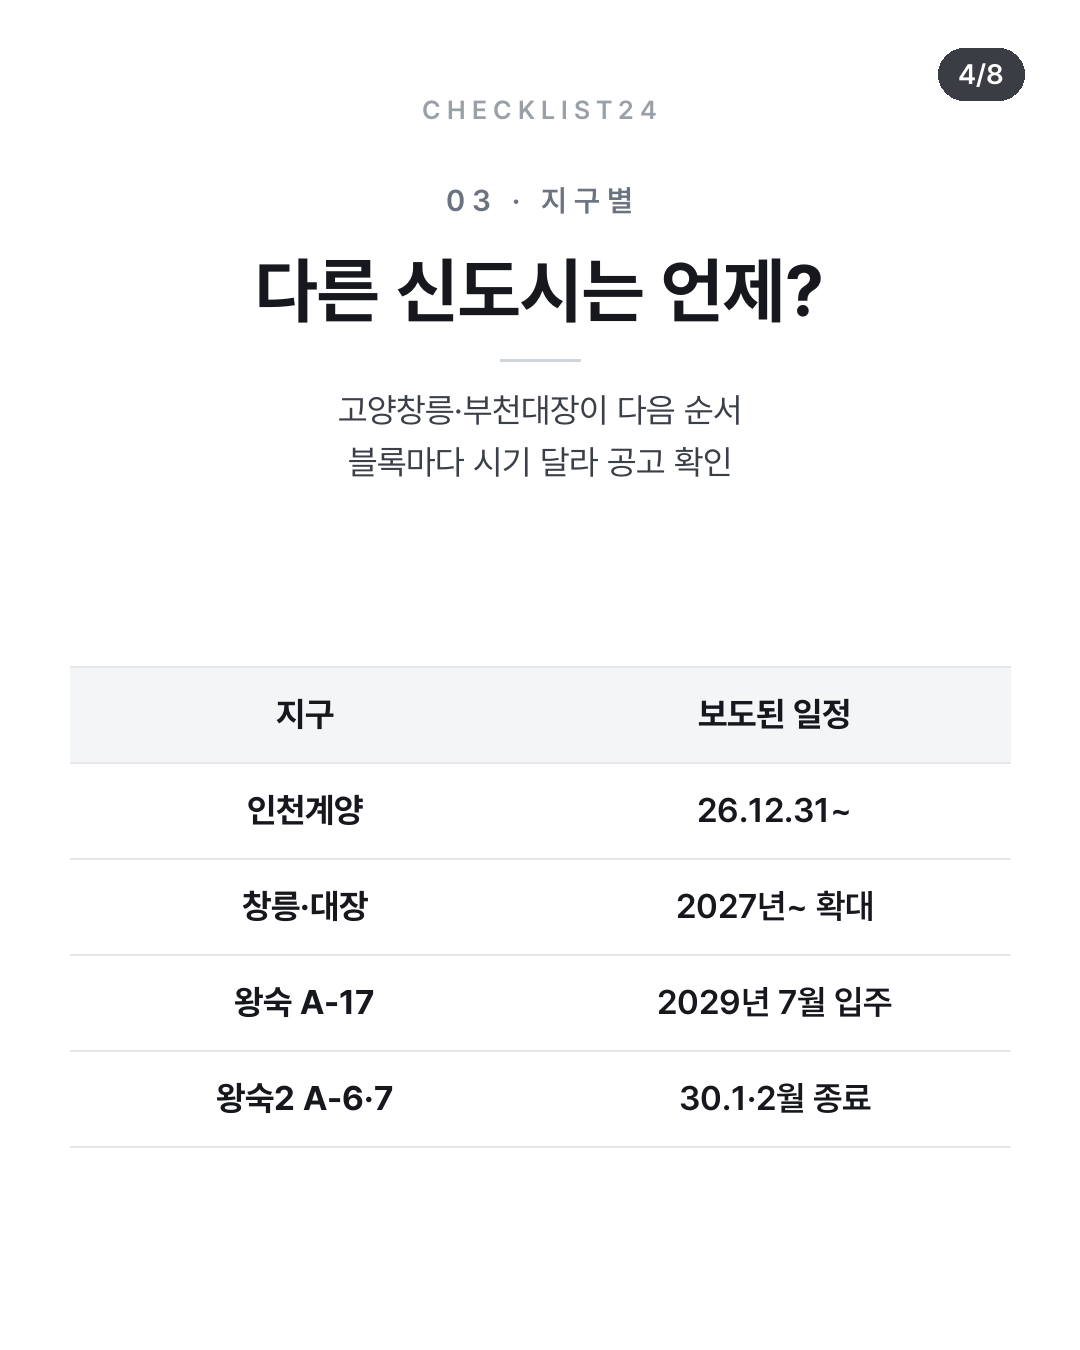 4/8
CHECKLIST24
03 · 지구별
다른 신도시는 언제?
고양창릉·부천대장이 다음 순서
블록마다 시기 달라 공고 확인
지구 보도된 일정
인천계양 26.12.31~
창릉·대장 2027년~ 확대
왕숙 A-17 2029년 7월 입주
왕숙2 A-6·7 30.1·2월 종료